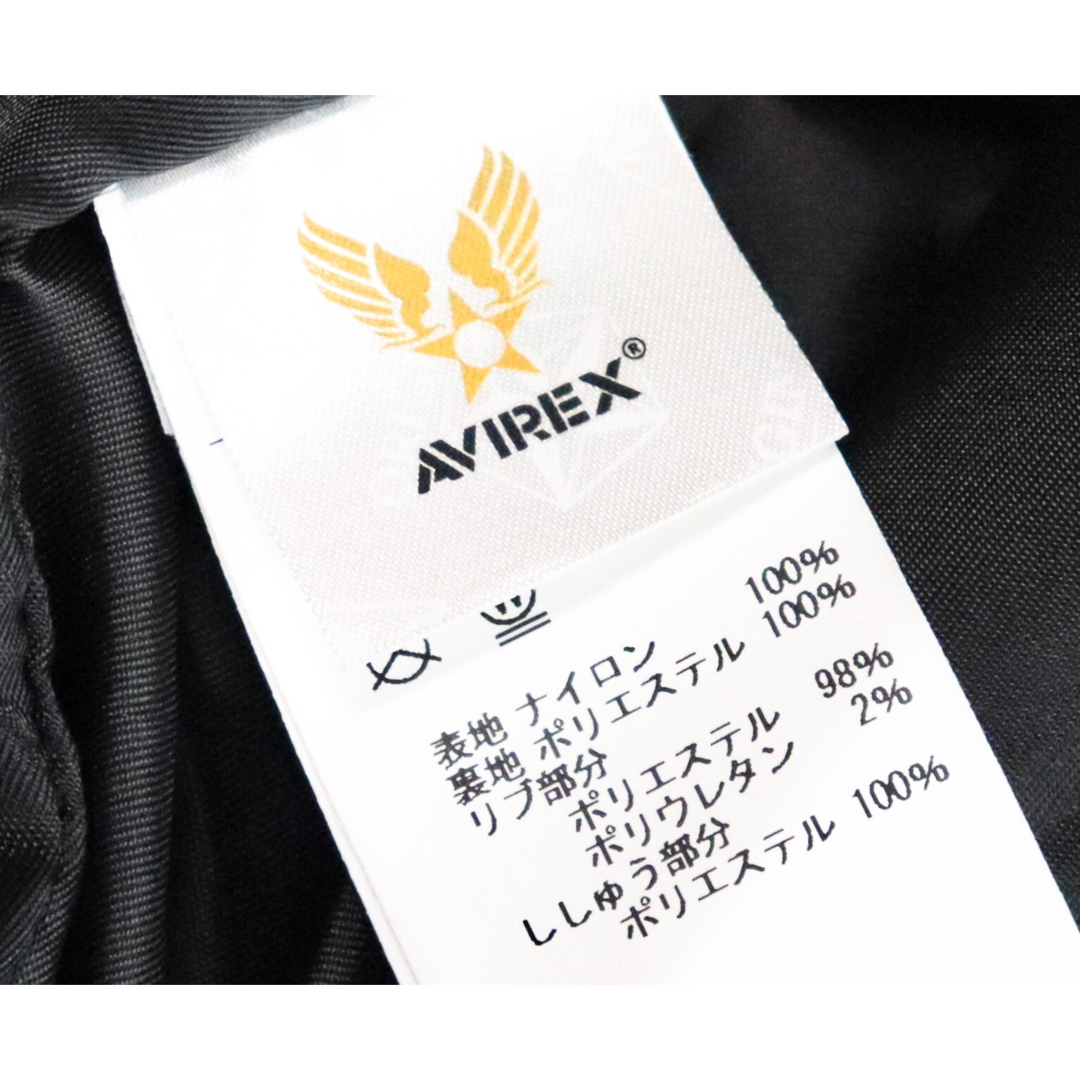 AVIREX®
表地 ナイロン 100%
裏地 ポリエステル 100%
リブ部分
ポリエステル 98%
ポリウレタン 2%
ししゅう部分
ポリエステル 100%